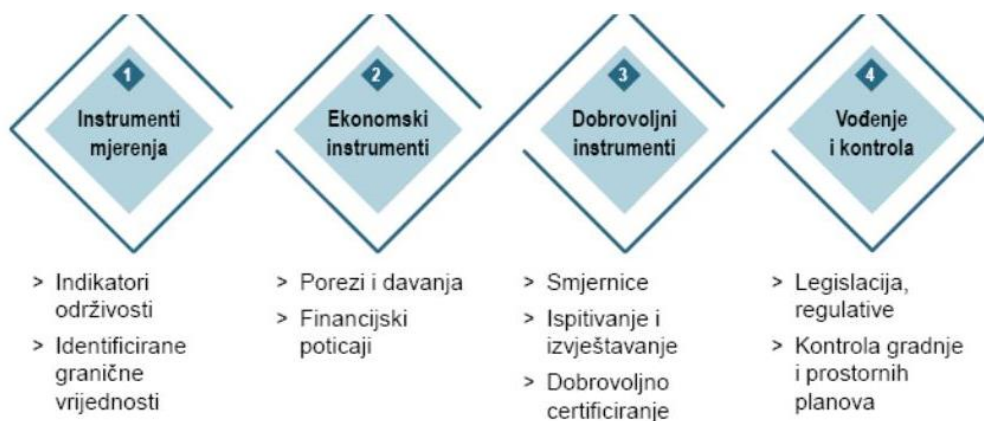 1
Instrumenti
mjerenja
> Indikatori
održivosti
> Identificirane
granične
vrijednosti
2
Ekonomski
instrumenti
> Porezi i davanja
> Financijski
poticaji
3
Dobrovoljni
instrumenti
> Smjernice
> Ispitivanje i
izvještavanje
> Dobrovoljno
certificiranje
4
Vođenje
i kontrola
> Legislacija,
regulative
> Kontrola gradnje
i prostornih
planova